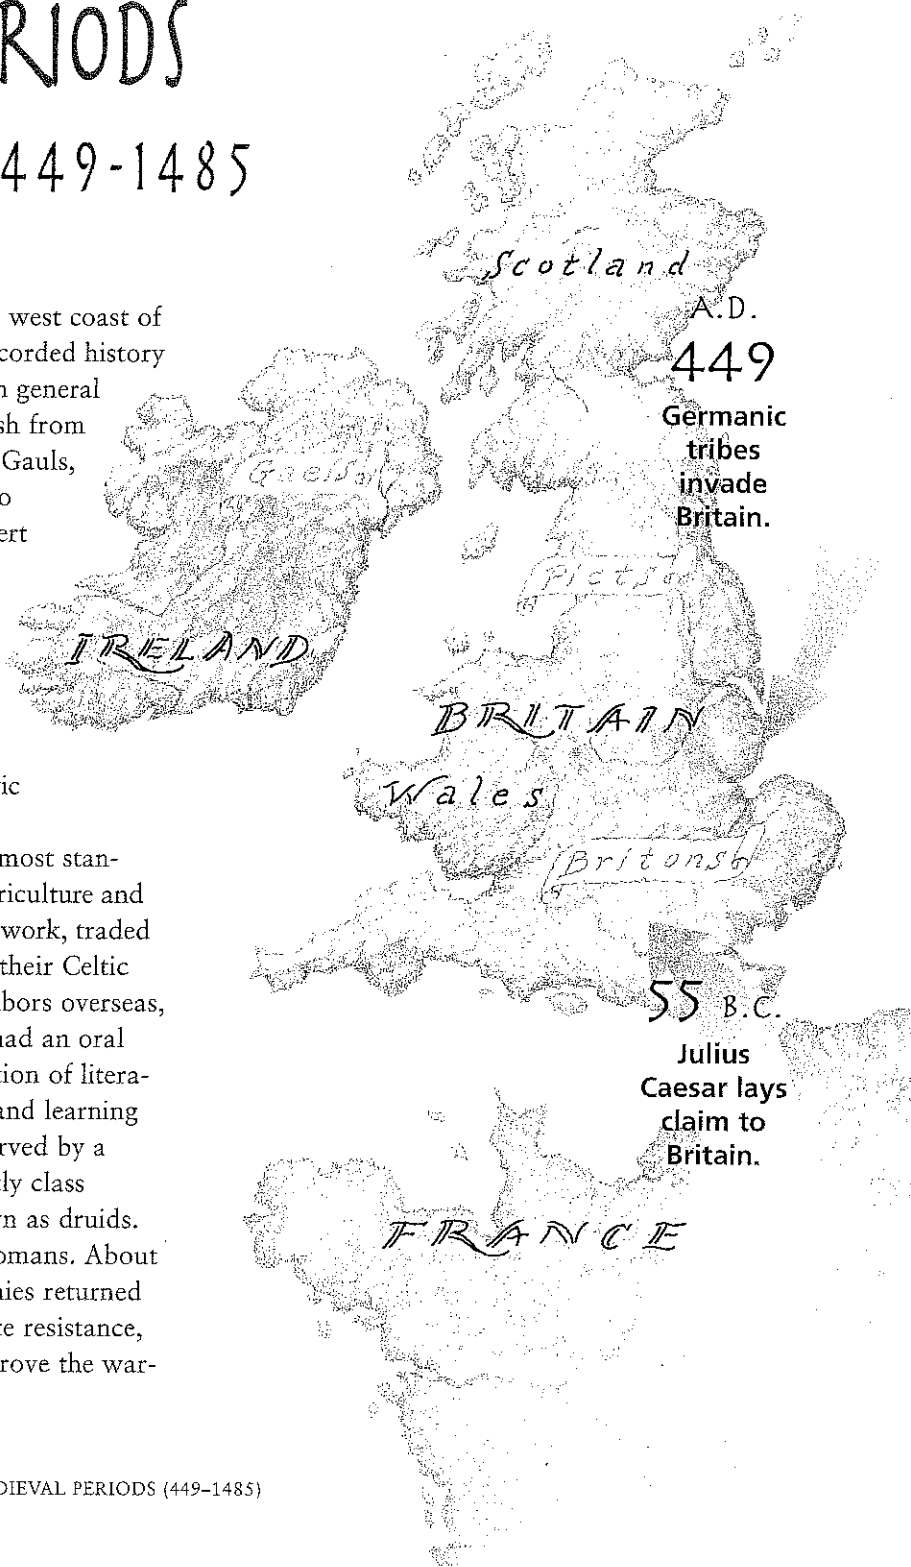 RIODS
449-1485
west coast of
corded history
n general
sh from
Gauls,
o
ert
ic
most stan-
riculture and
work, traded
their Celtic
bors overseas,
had an oral
tion of litera-
and learning
rved by a
ly class
n as druids.
omans. About
ies returned
e resistance,
rove the war-
DIEVAL PERIODS (449–1485)
Scotland
A.D.
449
Germanic
tribes
invade
Britain.
Gaels
Picts
IRELAND
BRITAIN
Wales
Britons
55 B.C.
Julius
Caesar lays
claim to
Britain.
FRANCE